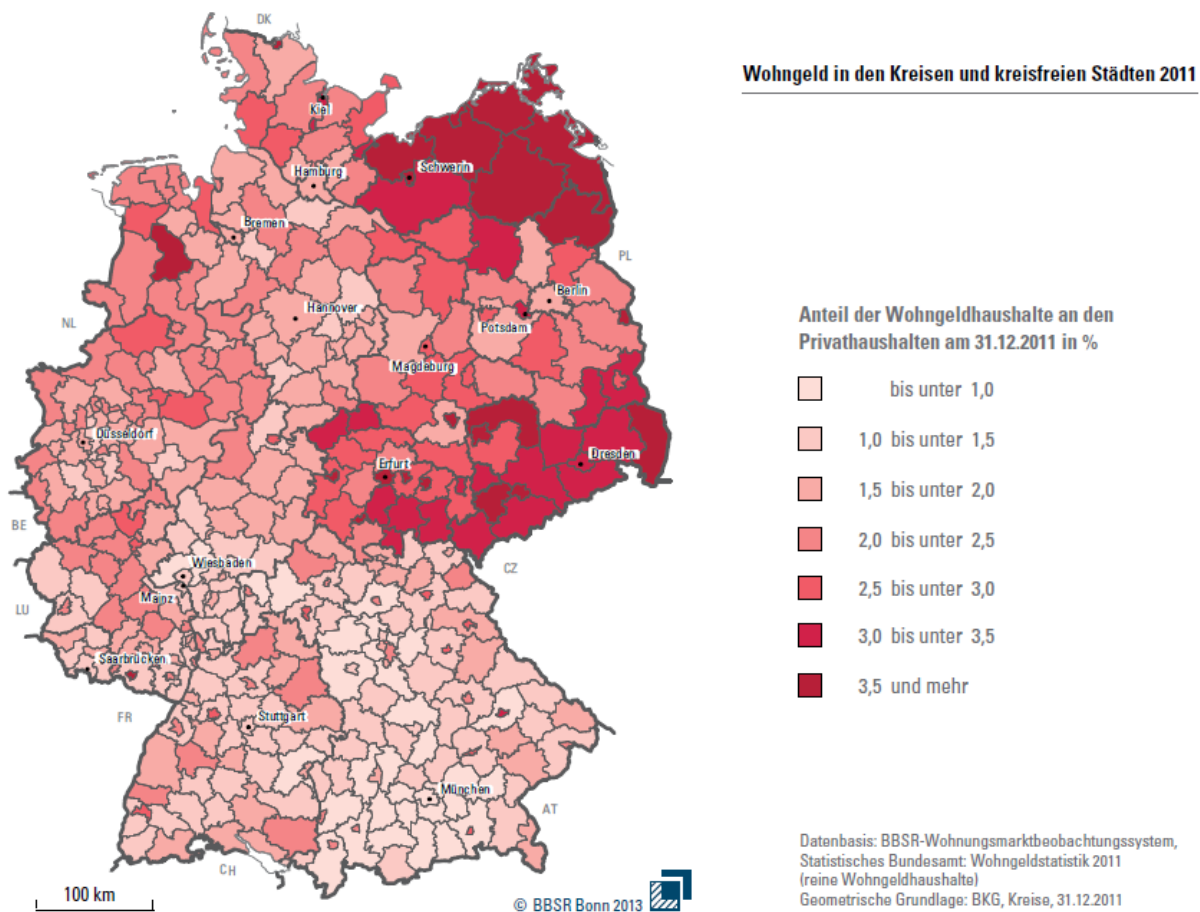 Wohngeld in den Kreisen und kreisfreien Städten 2011
DK
Kiel
Schwerin
Hamburg
Bremen
PL
Berlin
Hannover
NL
Potsdam
Magdeburg
Düsseldorf
Dresden
Erfurt
BE
Wiesbaden
CZ
Mainz
LU
Saarbrücken
FR
Stuttgart
München
AT
CH
100 km
© BBSR Bonn 2013
Anteil der Wohngeldhaushalte an den
Privathaushalten am 31.12.2011 in %
bis unter 1,0
1,0 bis unter 1,5
1,5 bis unter 2,0
2,0 bis unter 2,5
2,5 bis unter 3,0
3,0 bis unter 3,5
3,5 und mehr
Datenbasis: BBSR-Wohnungsmarktbeobachtungssystem,
Statistisches Bundesamt: Wohngeldstatistik 2011
(reine Wohngeldhaushalte)
Geometrische Grundlage: BKG, Kreise, 31.12.2011